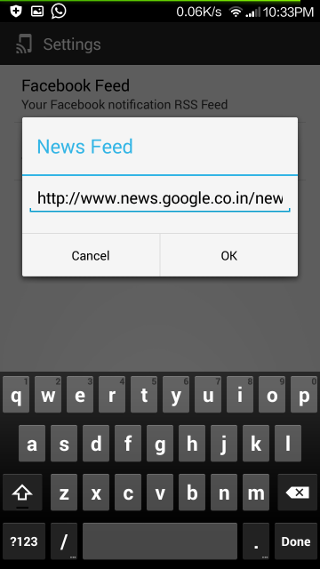 0.06K/s 10:33PM
Settings
Facebook Feed
Your Facebook notification RSS Feed
News Feed
http://www.news.google.co.in/new
Cancel OK
1 2 3 4 5 6 7 8 9 0
q w e r t y u i o p
a s d f g h j k l
z x c v b n m
?123 / ... . ... Done